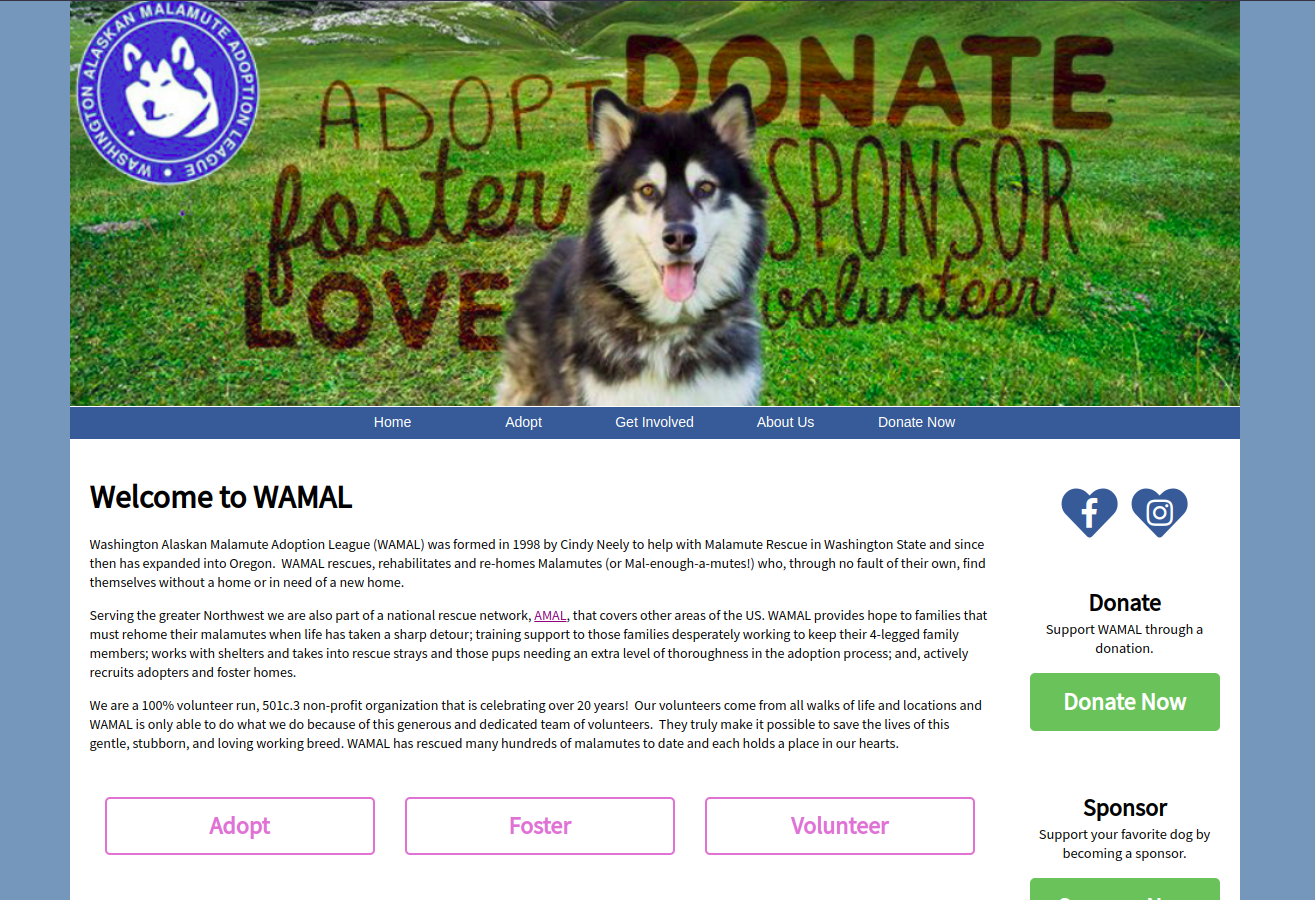 WASHINGTON ALASKAN MALAMUTE ADOPTION LEAGUE
ADOPT
DONATE
foster
SPONSOR
LOVE
volunteer
Home
Adopt
Get Involved
About Us
Donate Now
Welcome to WAMAL
Washington Alaskan Malamute Adoption League (WAMAL) was formed in 1998 by Cindy Neely to help with Malamute Rescue in Washington State and since
then has expanded into Oregon.  WAMAL rescues, rehabilitates and re-homes Malamutes (or Mal-enough-a-mutes!) who, through no fault of their own, find
themselves without a home or in need of a new home.
Serving the greater Northwest we are also part of a national rescue network, AMAL, that covers other areas of the US. WAMAL provides hope to families that
must rehome their malamutes when life has taken a sharp detour; training support to those families desperately working to keep their 4-legged family
members; works with shelters and takes into rescue strays and those pups needing an extra level of thoroughness in the adoption process; and, actively
recruits adopters and foster homes.
We are a 100% volunteer run, 501c.3 non-profit organization that is celebrating over 20 years!  Our volunteers come from all walks of life and locations and
WAMAL is only able to do what we do because of this generous and dedicated team of volunteers.  They truly make it possible to save the lives of this
gentle, stubborn, and loving working breed. WAMAL has rescued many hundreds of malamutes to date and each holds a place in our hearts.
Adopt
Foster
Volunteer
Donate
Support WAMAL through a
donation.
Donate Now
Sponsor
Support your favorite dog by
becoming a sponsor.